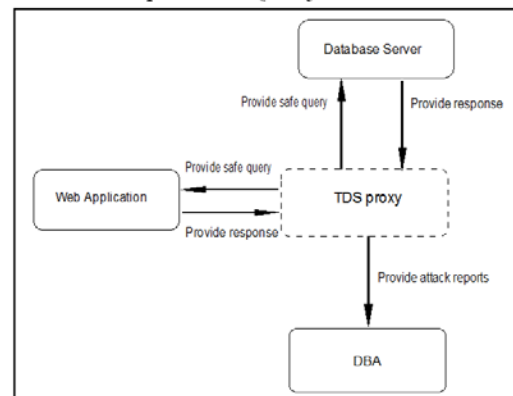 Database Server
Provide safe query
Provide response
Provide safe query
Web Application
TDS proxy
Provide response
Provide attack reports
DBA